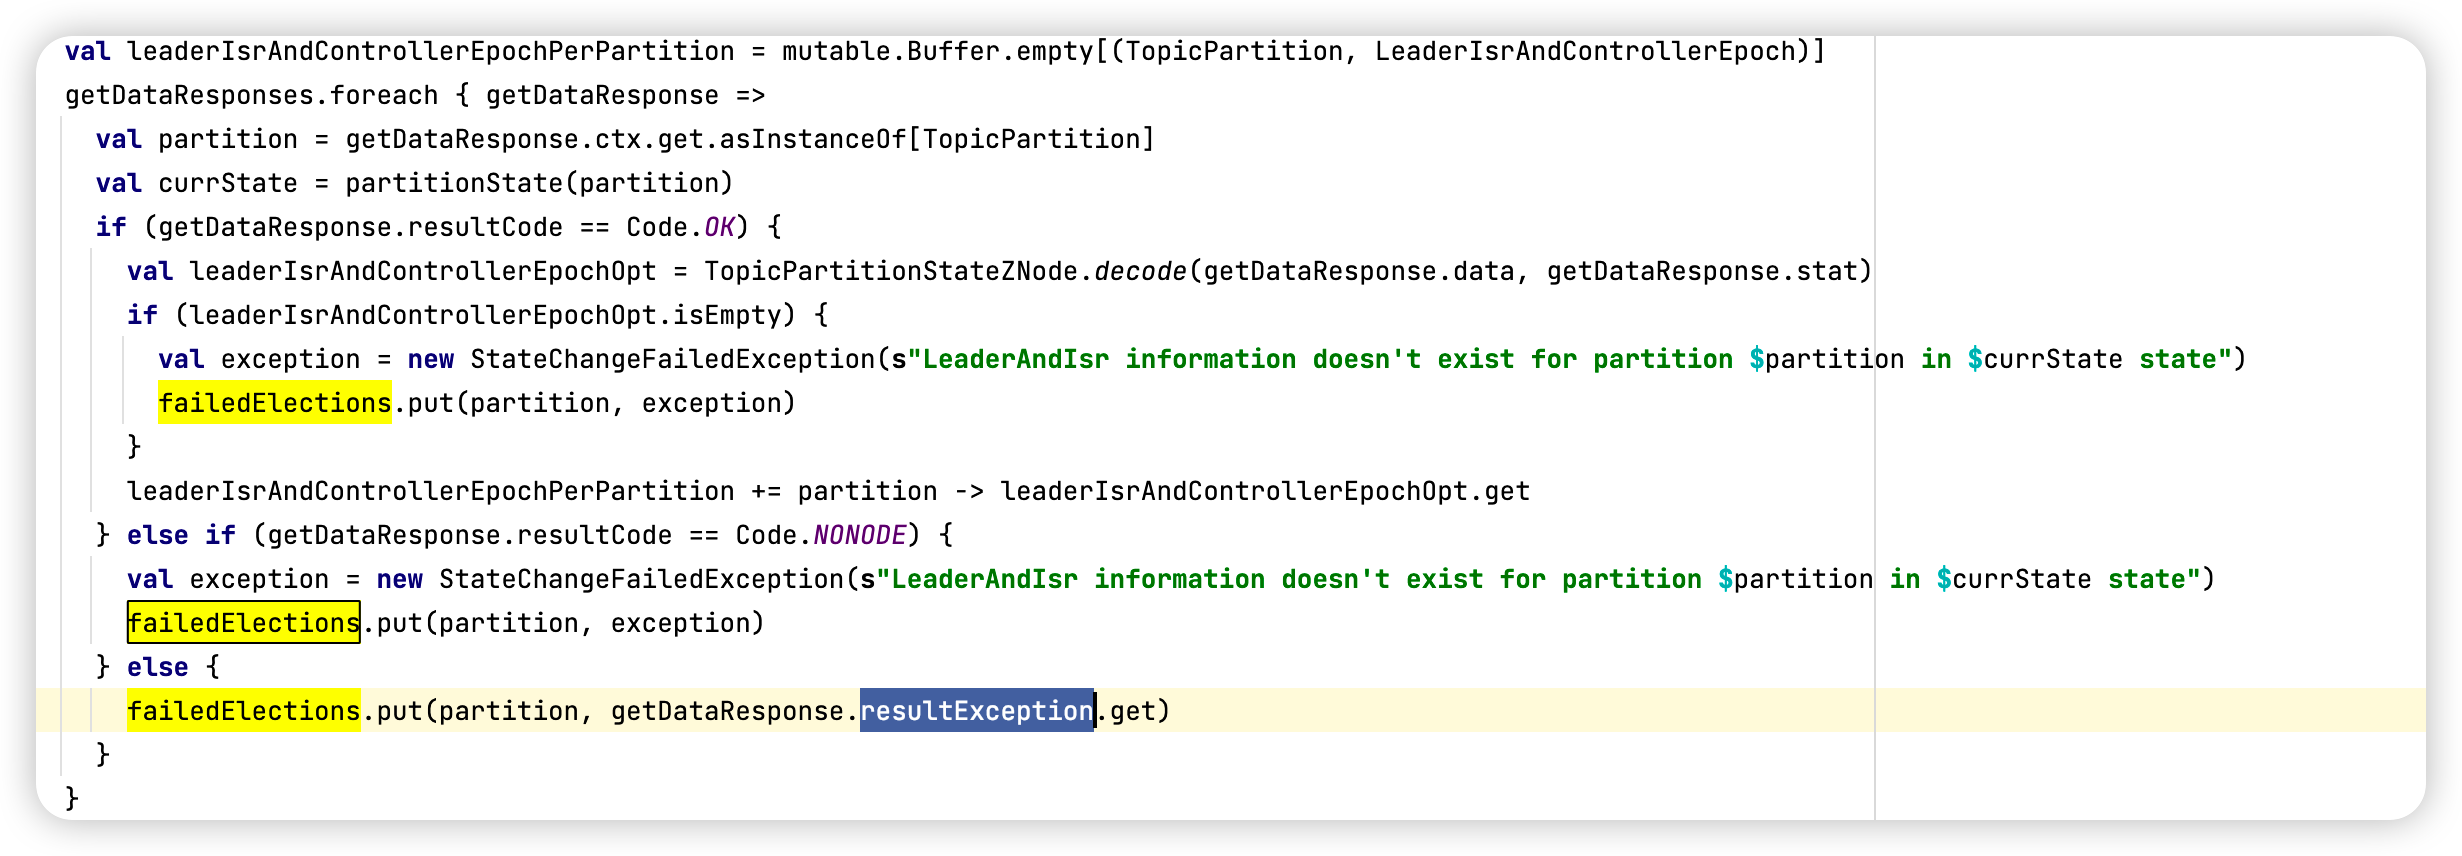 val leaderIsrAndControllerEpochPerPartition = mutable.Buffer.empty[(TopicPartition, LeaderIsrAndControllerEpoch)]
getDataResponses.foreach { getDataResponse =>
  val partition = getDataResponse.ctx.get.asInstanceOf[TopicPartition]
  val currState = partitionState(partition)
  if (getDataResponse.resultCode == Code.OK) {
    val leaderIsrAndControllerEpochOpt = TopicPartitionStateZNode.decode(getDataResponse.data, getDataResponse.stat)
    if (leaderIsrAndControllerEpochOpt.isEmpty) {
      val exception = new StateChangeFailedException(s"LeaderAndIsr information doesn't exist for partition $partition in $currState state")
      failedElections.put(partition, exception)
    }
    leaderIsrAndControllerEpochPerPartition += partition -> leaderIsrAndControllerEpochOpt.get
  } else if (getDataResponse.resultCode == Code.NONODE) {
    val exception = new StateChangeFailedException(s"LeaderAndIsr information doesn't exist for partition $partition in $currState state")
    failedElections.put(partition, exception)
  } else {
    failedElections.put(partition, getDataResponse.resultException.get)
  }
}